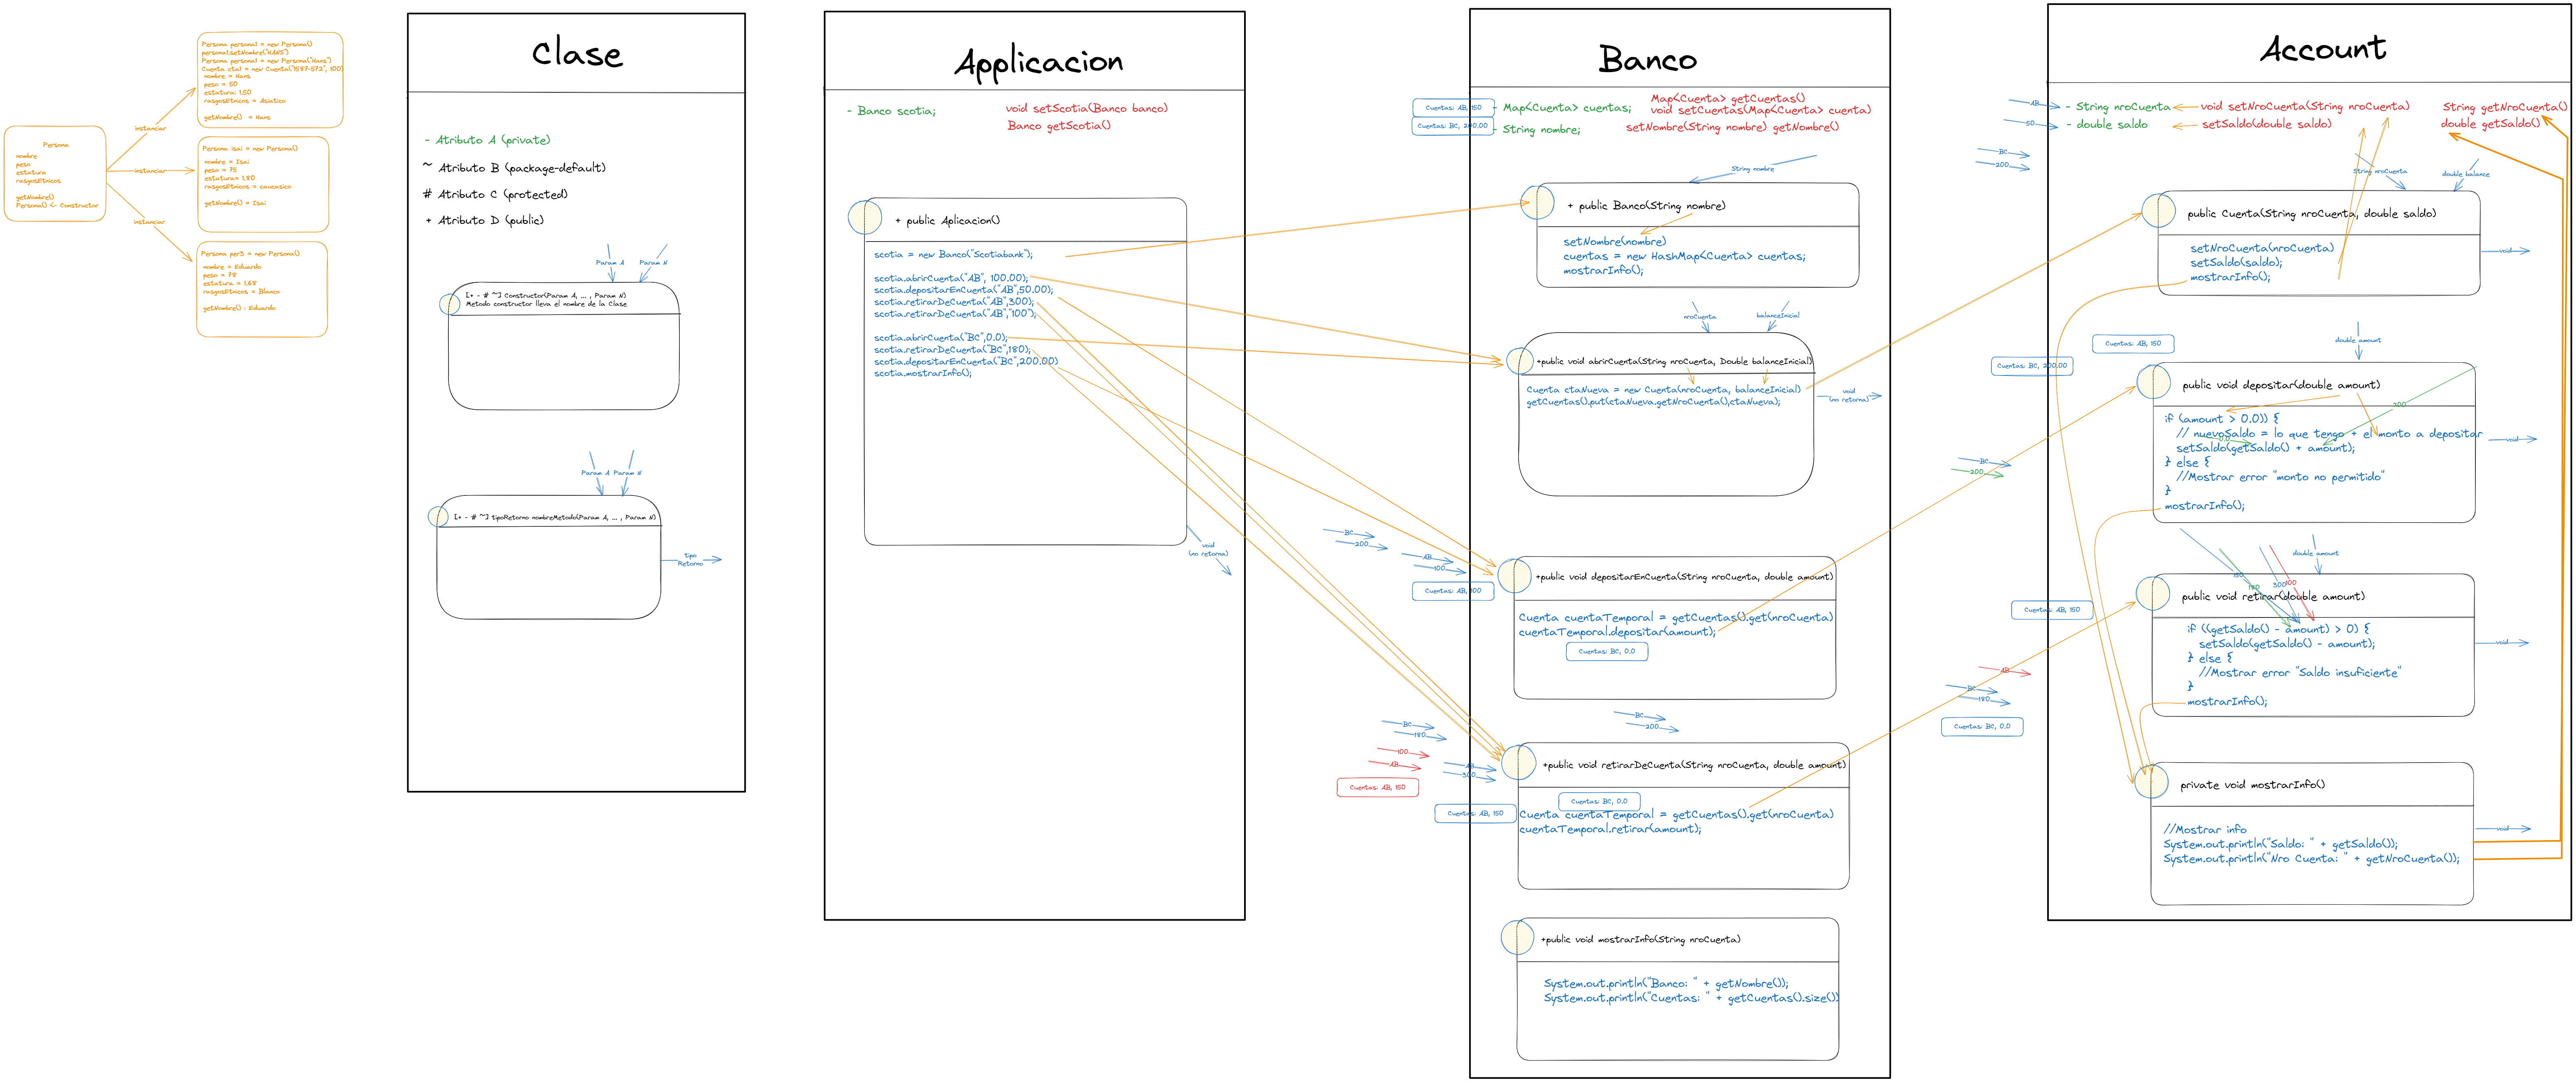 Persona
nombre
peso
estatura
rasgosEtnicos
getNombre()
Persona() <- Constructor
instanciar
instanciar
instanciar
Persona persona1 = new Persona()
persona1.setNombre("HANS")
Persona persona1 = new Persona("Hans")
Cuenta cta1 = new Cuenta("1587-572", 100)
nombre = Hans
peso = 50
estatura: 1.50
rasgosEtnicos = Asiatico
getNombre() = Hans
Persona isai = new Persona()
nombre = Isai
peso = 75
estatura= 1.80
rasgosEtnicos = caucasico
getNombre() = Isai
Persona per3 = new Persona()
nombre = Eduardo
peso = 78
estatura = 1.68
rasgosEtnicos = Blanco
getNombre() : Eduardo
Clase
- Atributo A (private)
~ Atributo B (package-default)
# Atributo C (protected)
+ Atributo D (public)
Param A
Param N
[+ - # ~] Constructor(Param A, ... , Param N)
Metodo constructor lleva el nombre de la Clase
Param A
Param N
[+ - # ~] tipoRetorno nombreMetodo(Param A, ... , Param N)
tipo
Retorno
Applicacion
- Banco scotia;
void setScotia(Banco banco)
Banco getScotia()
+ public Aplicacion()
scotia = new Banco("Scotiabank");
scotia.abrirCuenta("AB", 100.00);
scotia.depositarEnCuenta("AB",50.00);
scotia.retirarDeCuenta("AB",300);
scotia.retirarDeCuenta("AB","100");
scotia.abrirCuenta("BC",0.0);
scotia.retirarDeCuenta("BC",180);
scotia.depositarEnCuenta("BC",200.00)
scotia.mostrarInfo();
void
(no retorna)
Banco
Cuentas: AB, 150
Cuentas: BC, 200.00
- Map<Cuenta> cuentas;
- String nombre;
Map<Cuenta> getCuentas()
void setCuentas(Map<Cuenta> cuenta)
setNombre(String nombre) getNombre()
String nombre
+ public Banco(String nombre)
setNombre(nombre)
cuentas = new HashMap<Cuenta> cuentas;
mostrarInfo();
nroCuenta
balanceInicial
+public void abrirCuenta(String nroCuenta, Double balanceInicial)
Cuenta ctaNueva = new Cuenta(nroCuenta, balanceInicial)
getCuentas().put(ctaNueva.getNroCuenta(),ctaNueva);
void
(no retorna)
BC
200
AB
100
Cuentas: AB, 100
+public void depositarEnCuenta(String nroCuenta, double amount)
Cuenta cuentaTemporal = getCuentas().get(nroCuenta)
cuentaTemporal.depositar(amount);
Cuentas: BC, 0.0
BC
200
BC
180
100
AB
Cuentas: AB, 150
AB
300
Cuentas: AB, 150
+public void retirarDeCuenta(String nroCuenta, double amount)
Cuentas: BC, 0.0
Cuenta cuentaTemporal = getCuentas().get(nroCuenta)
cuentaTemporal.retirar(amount);
+public void mostrarInfo(String nroCuenta)
System.out.println("Banco: " + getNombre());
System.out.println("Cuentas: " + getCuentas().size())
Account
AB
50
BC
200
- String nroCuenta
- double saldo
void setNroCuenta(String nroCuenta)
setSaldo(double saldo)
String getNroCuenta()
double getSaldo()
String nroCuenta
double balance
public Cuenta(String nroCuenta, double saldo)
setNroCuenta(nroCuenta)
setSaldo(saldo);
mostrarInfo();
void
Cuentas: AB, 150
Cuentas: BC, 200.00
double amount
public void depositar(double amount)
200
if (amount > 0.0)) {
// nuevoSaldo = lo que tengo + el monto a depositar
0.0
setSaldo(getSaldo() + amount);
} else {
//Mostrar error "monto no permitido"
}
mostrarInfo();
void
BC
200
double amount
150
180
300
100
Cuentas: AB, 150
public void retirar(double amount)
if ((getSaldo() - amount) > 0) {
setSaldo(getSaldo() - amount);
} else {
//Mostrar error "Saldo insuficiente"
}
mostrarInfo();
void
AB
BC
180
Cuentas: BC, 0.0
private void mostrarInfo()
//Mostrar info
System.out.println("Saldo: " + getSaldo());
System.out.println("Nro Cuenta: " + getNroCuenta());
void